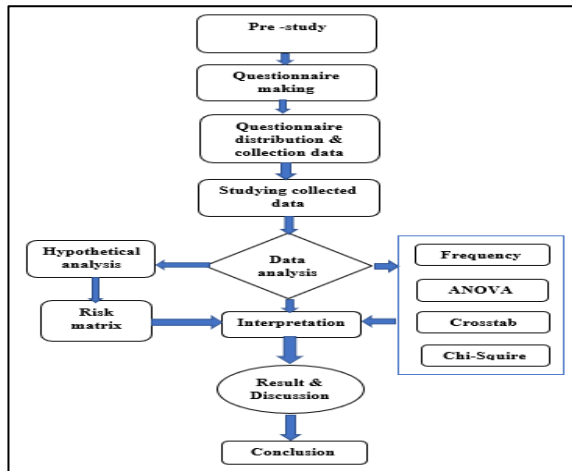 Pre -study
Questionnaire
making
Questionnaire
distribution &
collection data
Studying collected
data
Hypothetical
analysis
Data
analysis
Frequency
ANOVA
Crosstab
Chi-Squire
Risk
matrix
Interpretation
Result &
Discussion
Conclusion